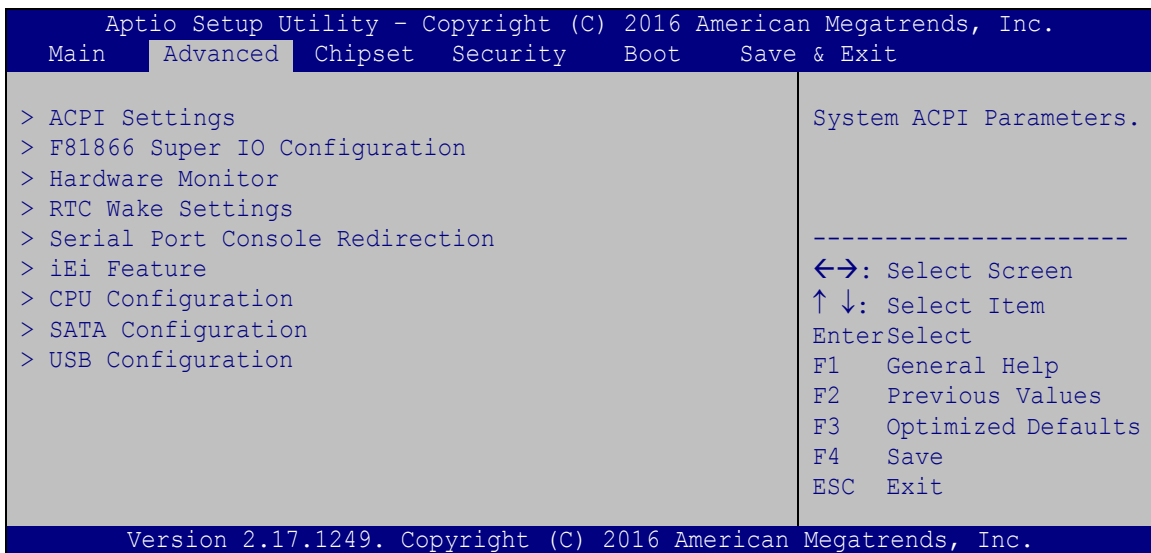 Aptio Setup Utility – Copyright (C) 2016 American Megatrends, Inc.
Main Advanced Chipset Security Boot Save & Exit
> ACPI Settings
> F81866 Super IO Configuration
> Hardware Monitor
> RTC Wake Settings
> Serial Port Console Redirection
> iEi Feature
> CPU Configuration
> SATA Configuration
> USB Configuration
System ACPI Parameters.
----------------------
←→: Select Screen
↑ ↓: Select Item
EnterSelect
F1 General Help
F2 Previous Values
F3 Optimized Defaults
F4 Save
ESC Exit
Version 2.17.1249. Copyright (C) 2016 American Megatrends, Inc.